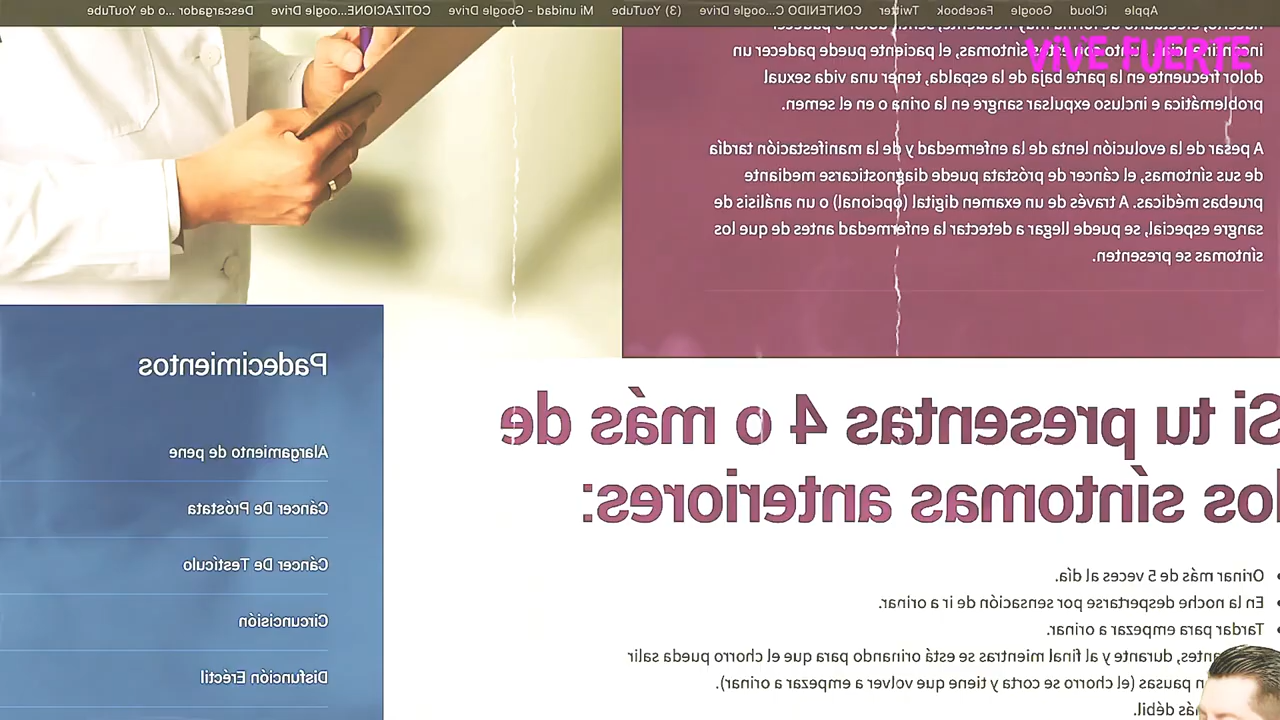 Apple iCloud Google Facebook Twitter CONTENIDO C...oogle Drive (3) YouTube Mi unidad - Google Drive COTIZACIONE...oogle Drive Descargador ...o - de YouTube
VIVE FUERTE
incontinencia. Junto con estos síntomas, el paciente puede padecer un
dolor frecuente en la parte baja de la espalda, tener una vida sexual
problemática e incluso expulsar sangre en la orina o en el semen.
A pesar de la evolución lenta de la enfermedad y de la manifestación tardía
de sus síntomas, el cáncer de próstata puede diagnosticarse mediante
pruebas médicas. A través de un examen digital (opcional) o un análisis de
sangre especial, se puede llegar a detectar la enfermedad antes de que los
síntomas se presenten.
Si tu presentas 4 o más de
los síntomas anteriores:
Orinar más de 5 veces al día.
En la noche despertarse por sensación de ir a orinar.
Tardar para empezar a orinar.
antes, durante y al final mientras se está orinando para que el chorro pueda salir
pausas (el chorro se corta y tiene que volver a empezar a orinar).
más débil.
Padecimientos
Alargamiento de pene
Cáncer De Próstata
Cáncer De Testículo
Circuncisión
Disfunción Eréctil